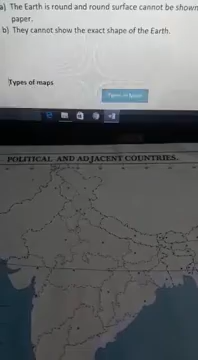 a) The Earth is round and round surface cannot be shown
paper.
b) They cannot show the exact shape of the Earth.
Types of maps
POLITICAL AND ADJACENT COUNTRIES.